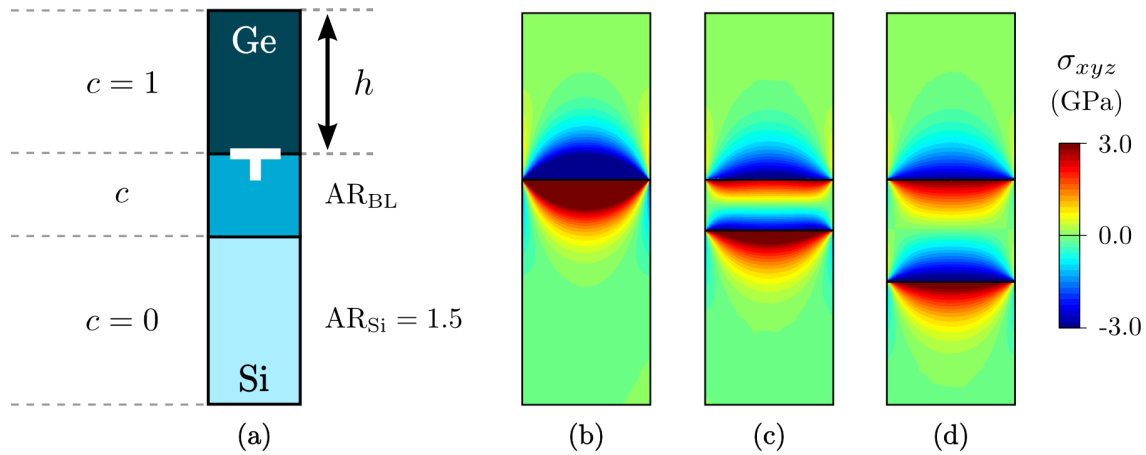 Ge
c = 1
h
c
AR_BL
c = 0
AR_Si = 1.5
Si
(a)
(b)
(c)
(d)
σ_xyz
(GPa)
3.0
0.0
-3.0